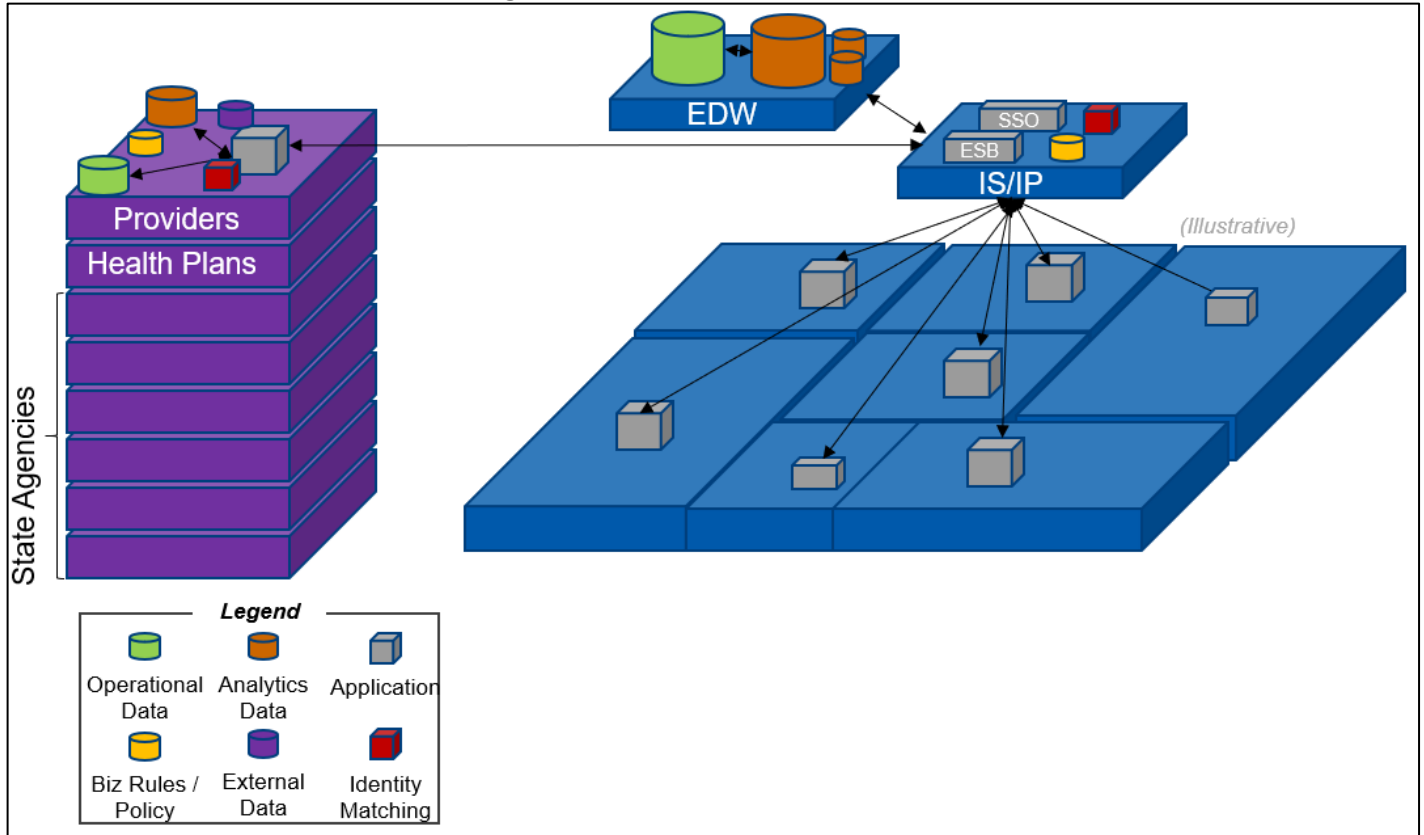 EDW
SSO
ESB
IS/IP
(Illustrative)
Providers
Health Plans
State Agencies
Legend
Operational
Data
Analytics
Data
Application
Biz Rules /
Policy
External
Data
Identity
Matching